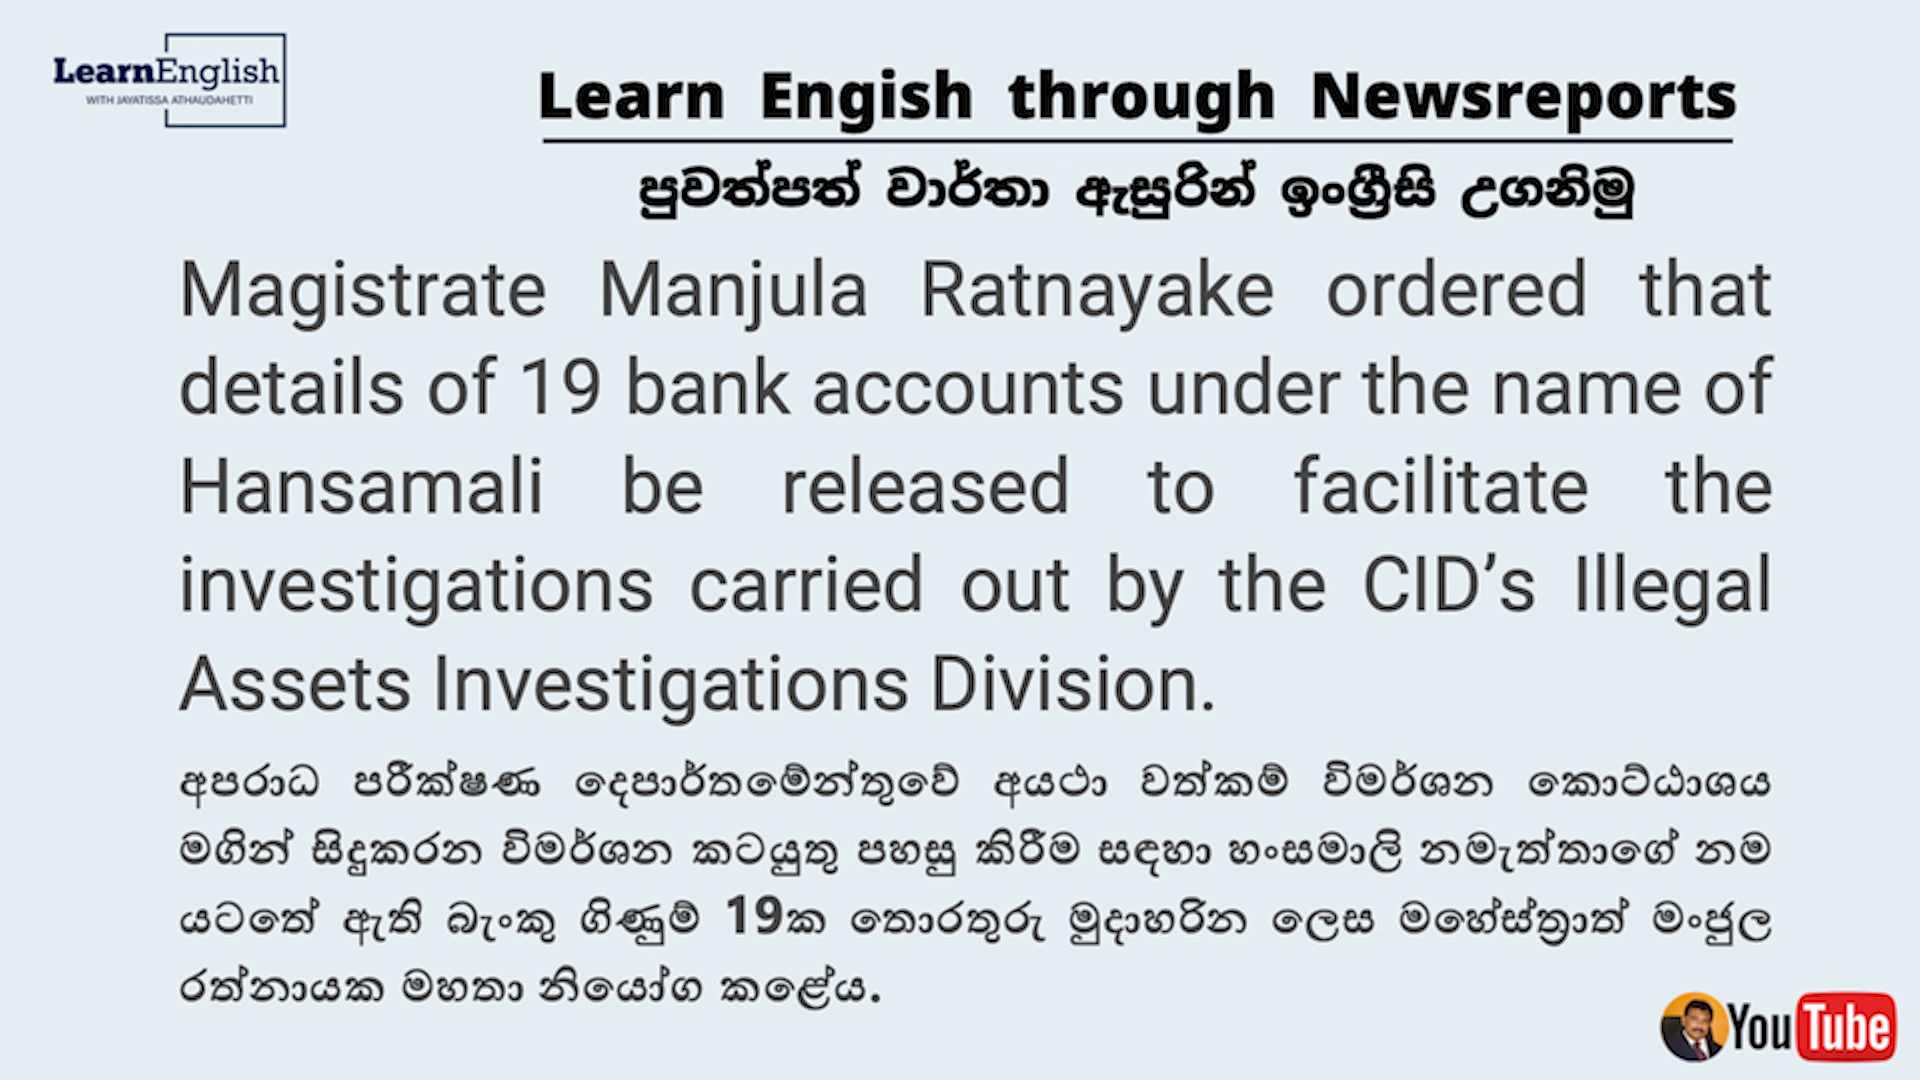 LearnEnglish
WITH JAYATISSA ATHAUDAHETTI
Learn Engish through Newsreports
පුවත්පත් වාර්තා ඇසුරින් ඉංග්‍රීසි උගනිමු
Magistrate Manjula Ratnayake ordered that
details of 19 bank accounts under the name of
Hansamali be released to facilitate the
investigations carried out by the CID’s Illegal
Assets Investigations Division.
අපරාධ පරීක්ෂණ දෙපාර්තමේන්තුවේ අයථා වත්කම් විමර්ශන කොට්ඨාශය
මගින් සිදුකරන විමර්ශන කටයුතු පහසු කිරීම සඳහා හංසමාලි නමැත්තාගේ නම
යටතේ ඇති බැංකු ගිණුම් 19ක තොරතුරු මුදාහරින ලෙස මහේස්ත්‍රාත් මංජුල
රත්නායක මහතා නියෝග කළේය.
YouTube